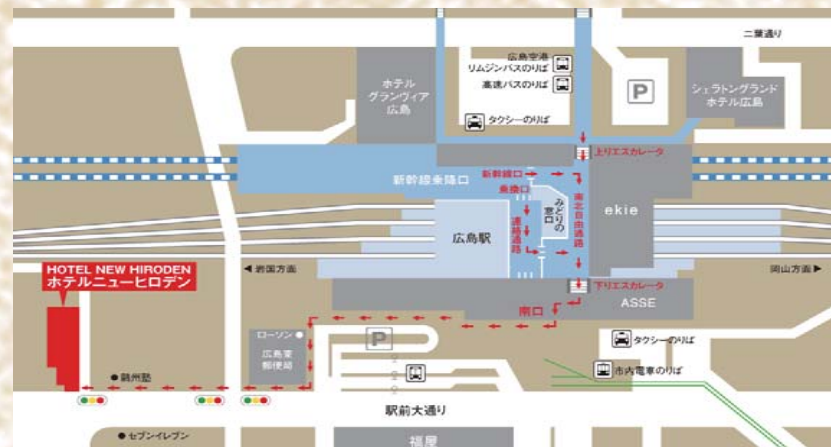 二葉通り
広島空港
リムジンバスのりば
高速バスのりば
ホテル
グランヴィア
広島
P
シェラトングランド
ホテル広島
タクシーのりば
上りエスカレータ
新幹線口
乗換口
新幹線乗降口
みどりの
窓口
南北自由通路
ekie
連絡通路
広島駅
HOTEL NEW HIRODEN
ホテルニューヒロデン
◀岩国方面
岡山方面▶
下りエスカレータ
ASSE
南口
ローソン
広島東
郵便局
P
タクシーのりば
市内電車のりば
●鷗州塾
駅前大通り
●セブンイレブン
福屋